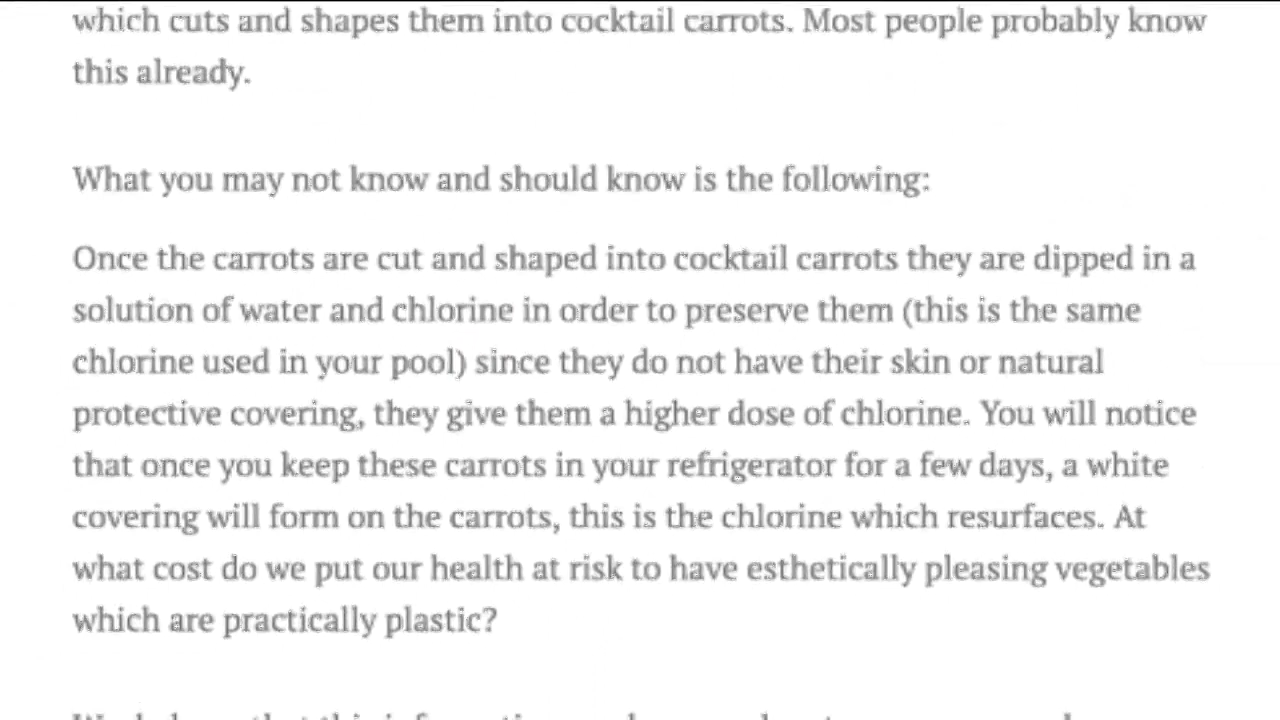 which cuts and shapes them into cocktail carrots. Most people probably know
this already.
What you may not know and should know is the following:
Once the carrots are cut and shaped into cocktail carrots they are dipped in a
solution of water and chlorine in order to preserve them (this is the same
chlorine used in your pool) since they do not have their skin or natural
protective covering, they give them a higher dose of chlorine. You will notice
that once you keep these carrots in your refrigerator for a few days, a white
covering will form on the carrots, this is the chlorine which resurfaces. At
what cost do we put our health at risk to have esthetically pleasing vegetables
which are practically plastic?